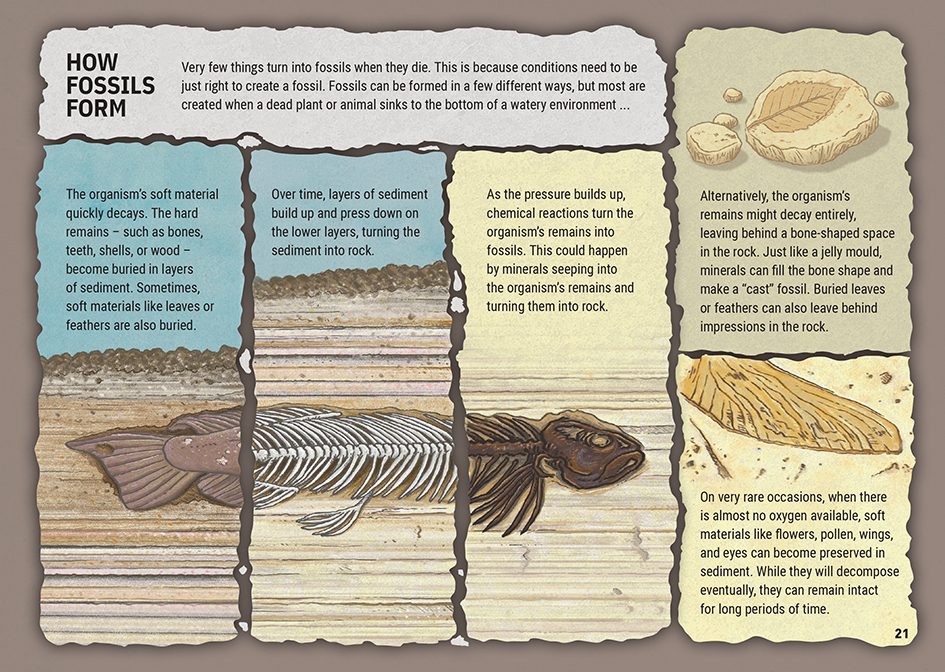 HOW
FOSSILS
FORM
Very few things turn into fossils when they die. This is because conditions need to be
just right to create a fossil. Fossils can be formed in a few different ways, but most are
created when a dead plant or animal sinks to the bottom of a watery environment ...
The organism's soft material
quickly decays. The hard
remains – such as bones,
teeth, shells, or wood –
become buried in layers
of sediment. Sometimes,
soft materials like leaves or
feathers are also buried.
Over time, layers of sediment
build up and press down on
the lower layers, turning the
sediment into rock.
As the pressure builds up,
chemical reactions turn the
organism's remains into
fossils. This could happen
by minerals seeping into
the organism's remains and
turning them into rock.
Alternatively, the organism's
remains might decay entirely,
leaving behind a bone-shaped space
in the rock. Just like a jelly mould,
minerals can fill the bone shape and
make a “cast” fossil. Buried leaves
or feathers can also leave behind
impressions in the rock.
On very rare occasions, when there
is almost no oxygen available, soft
materials like flowers, pollen, wings,
and eyes can become preserved in
sediment. While they will decompose
eventually, they can remain intact
for long periods of time.
21